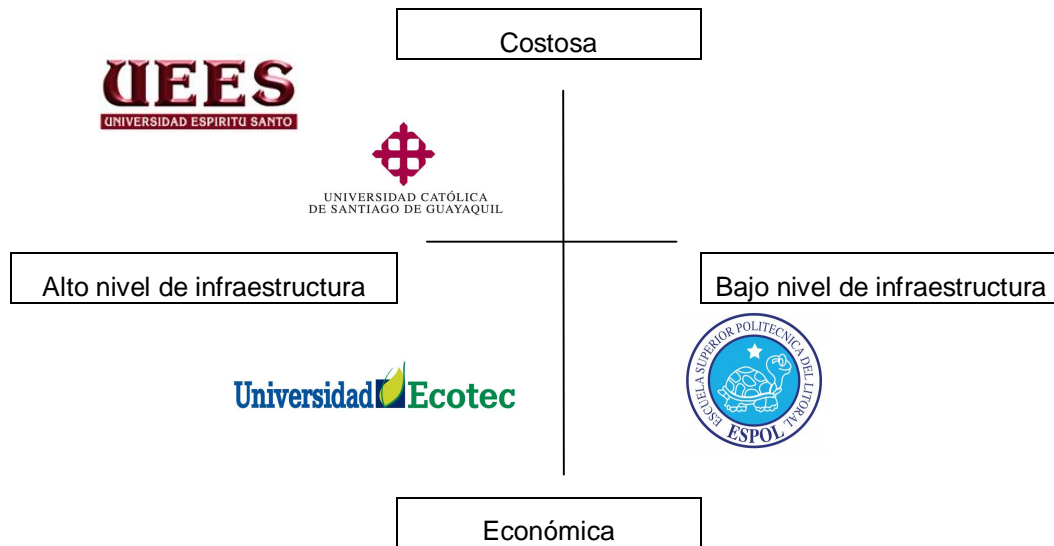 Costosa
UEES
UNIVERSIDAD ESPIRITU SANTO
UNIVERSIDAD CATÓLICA
DE SANTIAGO DE GUAYAQUIL
Alto nivel de infraestructura
Bajo nivel de infraestructura
Universidad Ecotec
ESCUELA SUPERIOR POLITECNICA DEL LITORAL
ESPOL
Económica